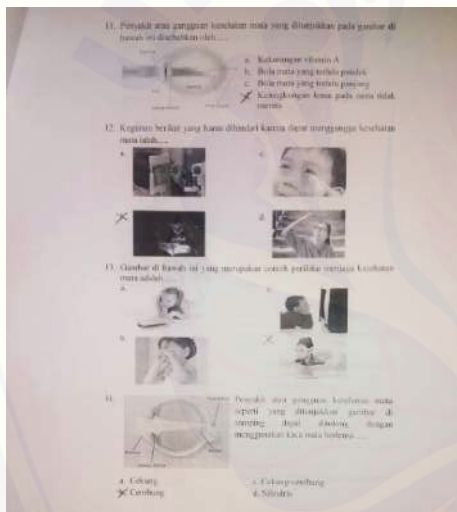 11. Penyakit atau gangguan kesehatan mata yang ditunjukkan pada gambar di
bawah ini disebabkan oleh
a. Kekurangan vitamin A
b. Bola mata yang terlalu pendek
c. Bola mata yang terlalu panjang
Kelengkungan lensa pada mata tidak
merata
12. Kegiatan berikut yang harus dihindari karena dapat mengganggu kesehatan
mata ialah
a.
c.
d.
13. Gambar di bawah ini yang merupakan contoh perilaku menjaga kesehatan
mata adalah
a.
b.
14. Penyakit atau gangguan kesehatan mata
seperti yang ditunjukkan gambar di
samping dapat ditolong dengan
menggunakan kaca mata berlensa
a. Cekung
Cembung
c. Cekung-cembung
d. Silindris